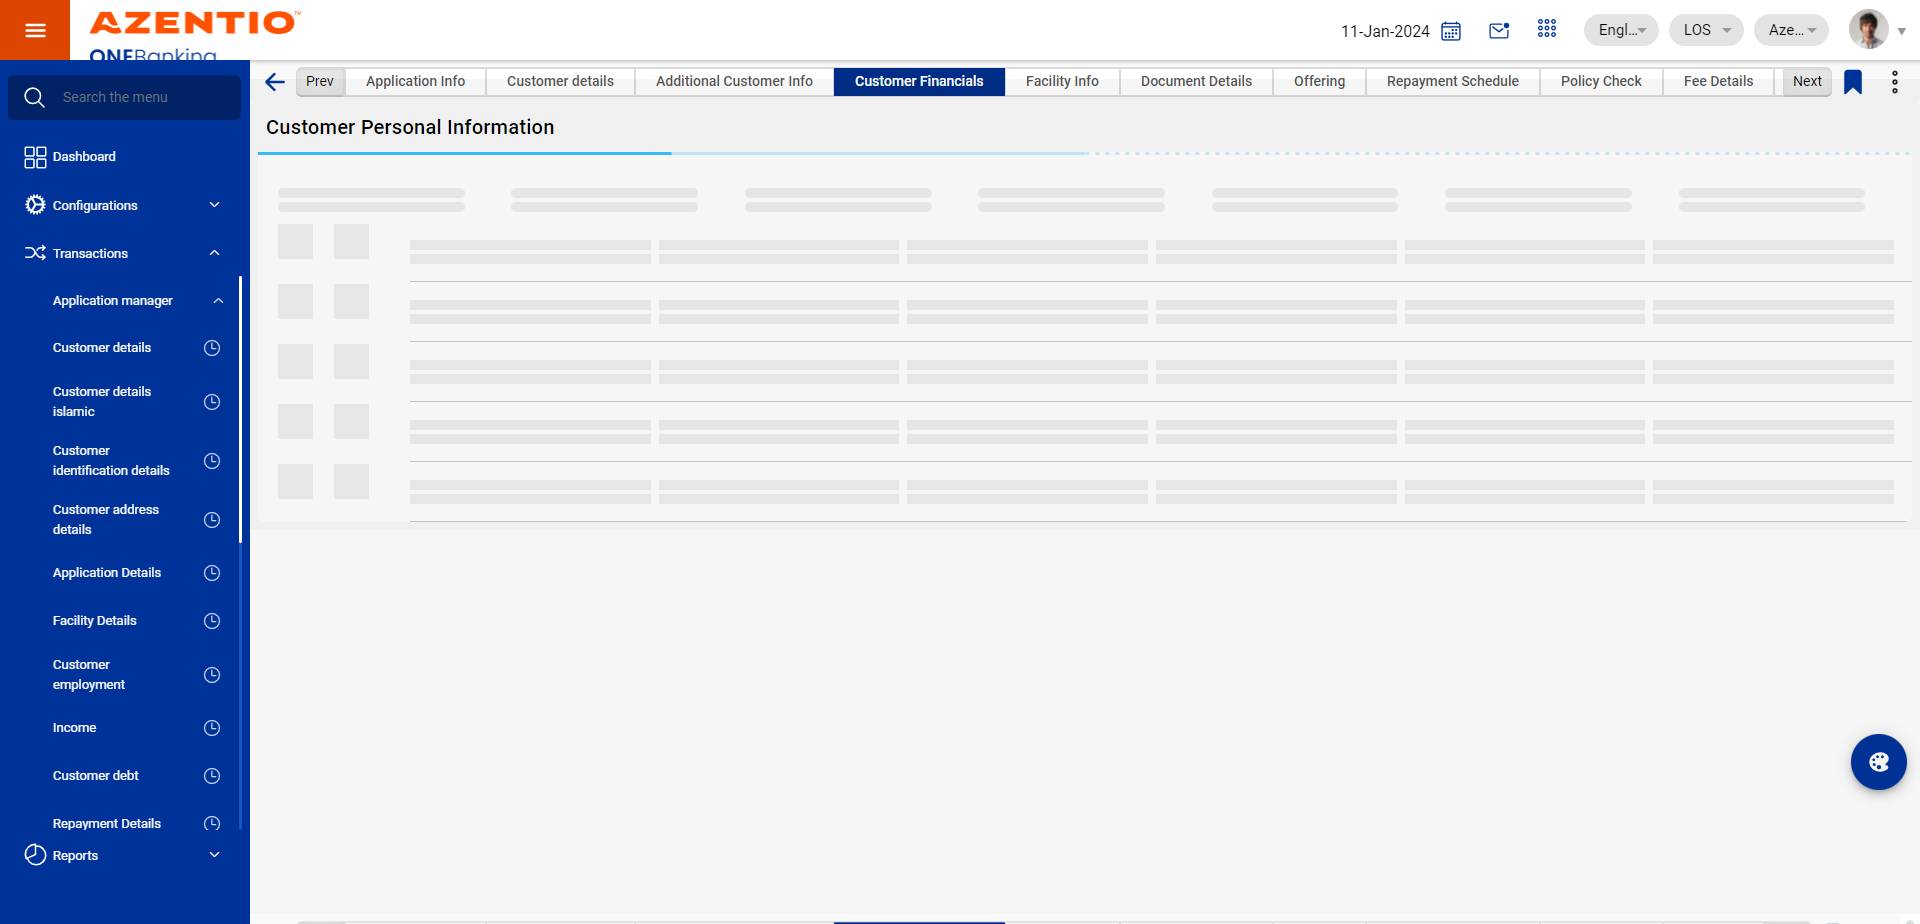 AZENTIO™
ONEBanking
11-Jan-2024
Engl...
LOS
Aze...
Search the menu
Dashboard
Configurations
Transactions
Application manager
Customer details
Customer details
islamic
Customer
identification details
Customer address
details
Application Details
Facility Details
Customer
employment
Income
Customer debt
Repayment Details
Reports
Prev
Application Info
Customer details
Additional Customer Info
Customer Financials
Facility Info
Document Details
Offering
Repayment Schedule
Policy Check
Fee Details
Next
Customer Personal Information